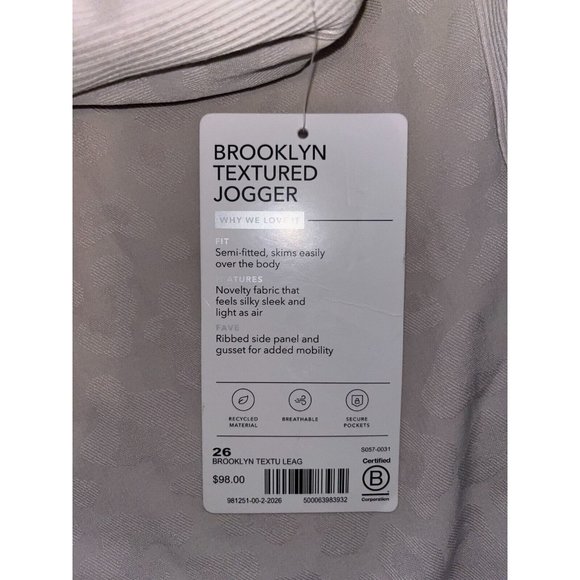 BROOKLYN
TEXTURED
JOGGER
WHY WE LOVE IT
FIT
Semi-fitted, skims easily
over the body
FEATURES
Novelty fabric that
feels silky sleek and
light as air
FAVE
Ribbed side panel and
gusset for added mobility
RECYCLED MATERIAL
BREATHABLE
SECURE POCKETS
26
S057-0031
BROOKLYN TEXTU LEAG
$98.00
981251-00-2-2026
500063983932
Certified
B
Corporation